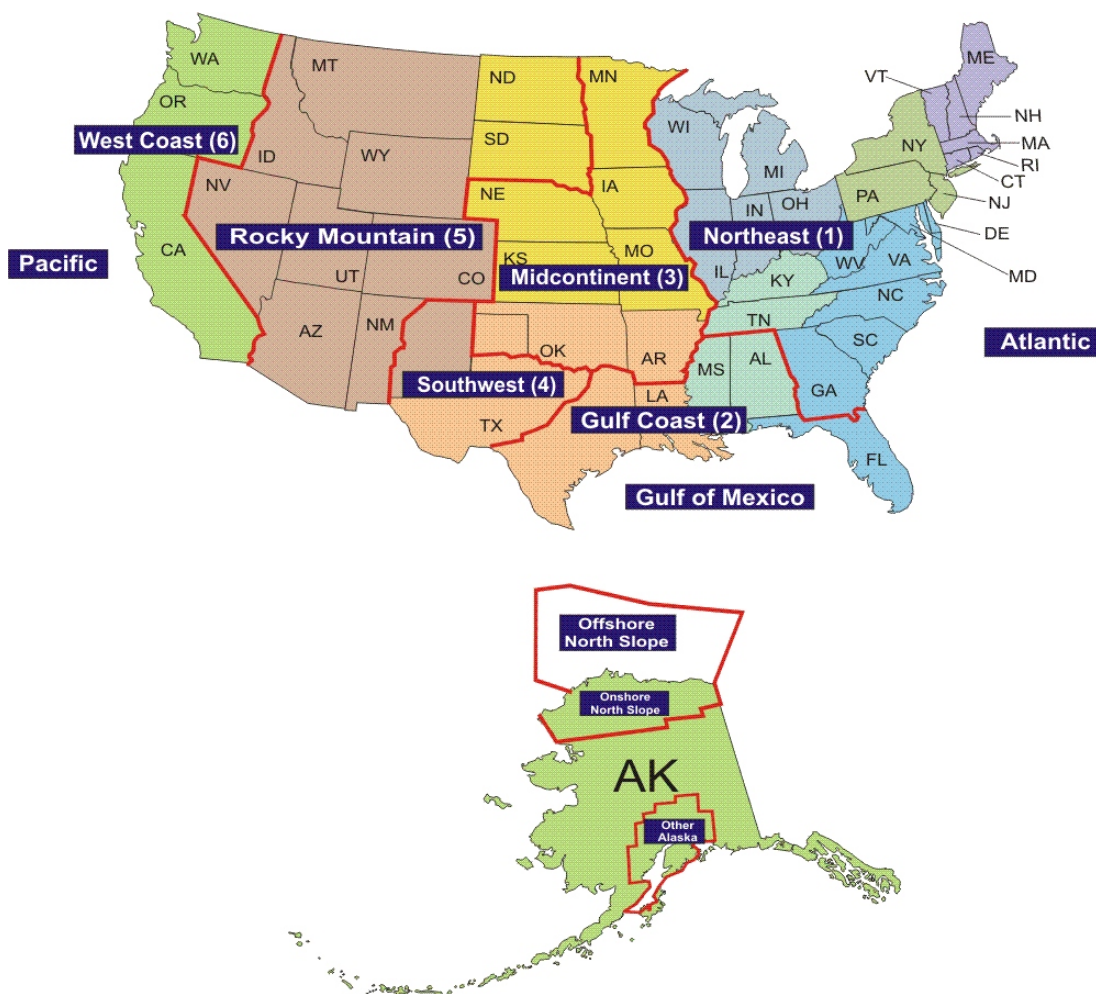 WA
MT
ND
MN
ME
VT
OR
NH
West Coast (6)
SD
WI
NY
MA
ID
WY
MI
RI
CT
NV
NE
IA
PA
NJ
IN
OH
Rocky Mountain (5)
Northeast (1)
DE
Pacific
CA
KS
MO
WV
VA
UT
CO
Midcontinent (3)
IL
KY
MD
NC
AZ
NM
TN
OK
AR
SC
Atlantic
MS
AL
Southwest (4)
GA
LA
TX
Gulf Coast (2)
FL
Gulf of Mexico
Offshore
North Slope
Onshore
North Slope
AK
Other
Alaska